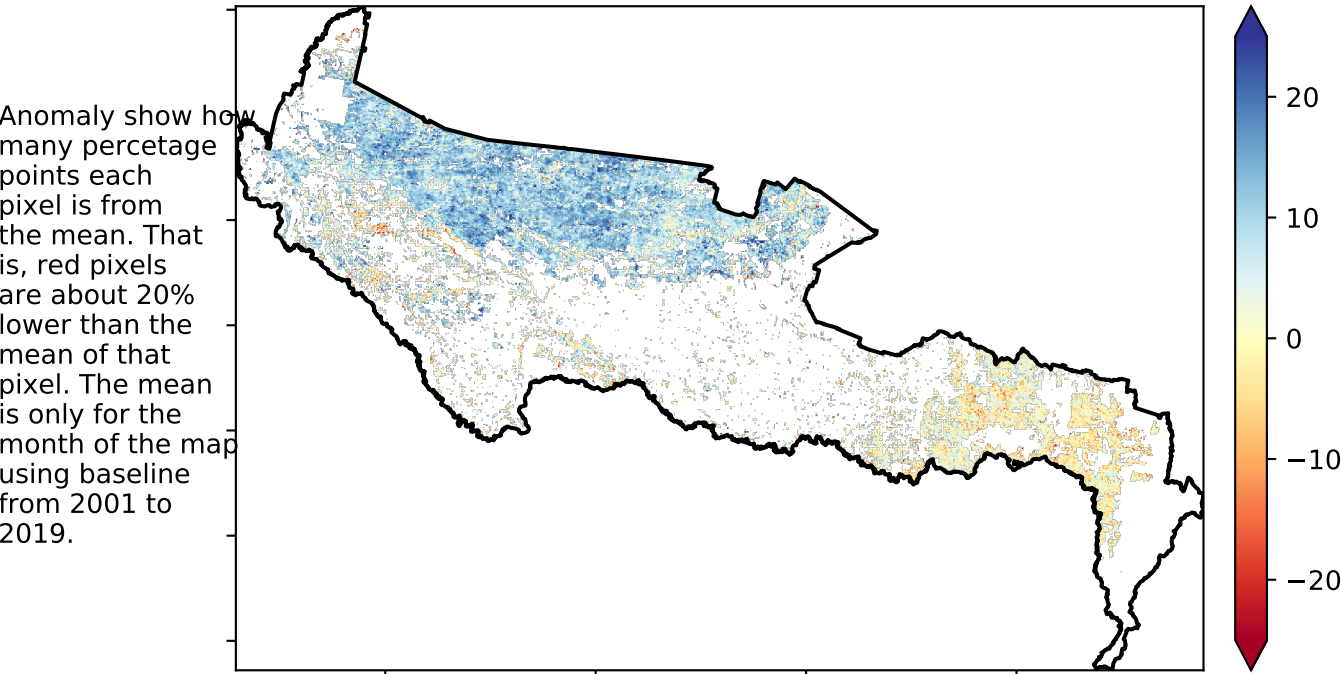 Anomaly show how
many percetage
points each
pixel is from
the mean. That
is, red pixels
are about 20%
lower than the
mean of that
pixel. The mean
is only for the
month of the map
using baseline
from 2001 to
2019.
20
10
0
−10
−20